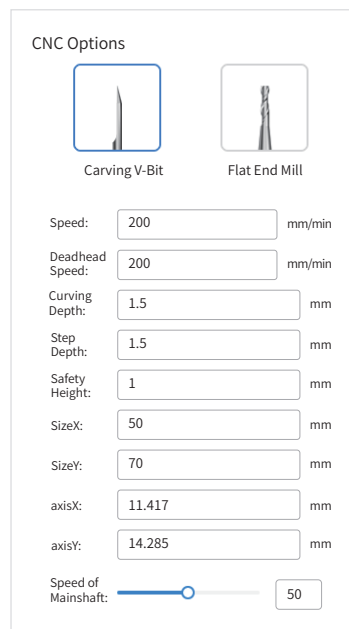 CNC Options
Carving V-Bit Flat End Mill
Speed: 200 mm/min
Deadhead
Speed: 200 mm/min
Curving
Depth: 1.5 mm
Step
Depth: 1.5 mm
Safety
Height: 1 mm
SizeX: 50 mm
SizeY: 70 mm
axisX: 11.417 mm
axisY: 14.285 mm
Speed of
Mainshaft: 50